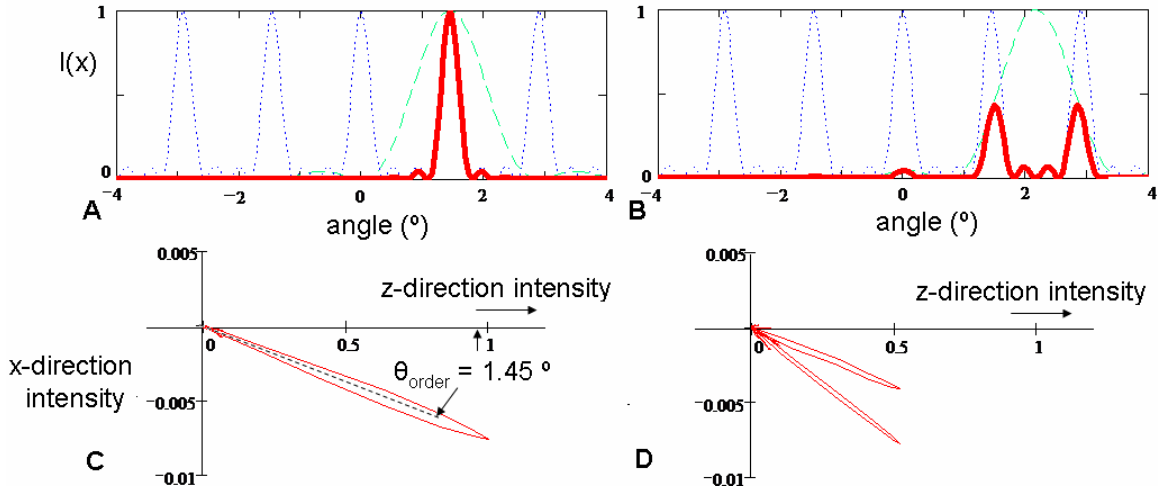 1
I(x)
0
−4
−2
0
2
4
A
angle (º)
1
0
−4
−2
0
2
4
B
angle (º)
0.005
z-direction intensity
0
0.5
1
x-direction
intensity
θorder = 1.45 º
−0.005
C
−0.01
0.005
z-direction intensity
0
0.5
1
−0.005
D
−0.01